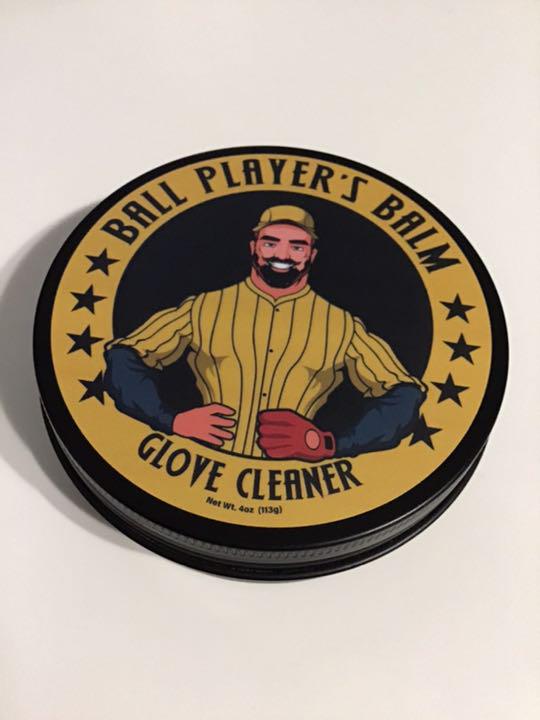 BALL PLAYER'S BALM
GLOVE CLEANER
Net Wt. 4oz (113g)